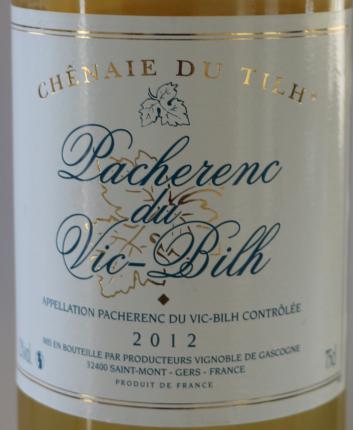 CHÊNAIE DU TILH
Pacherenc
du
Vic-Bilh
APPELLATION PACHERENC DU VIC-BILH CONTRÔLÉE
2012
MIS EN BOUTEILLE PAR PRODUCTEURS VIGNOBLE DE GASCOGNE
32400 SAINT-MONT - GERS - FRANCE
75cl
PRODUIT DE FRANCE